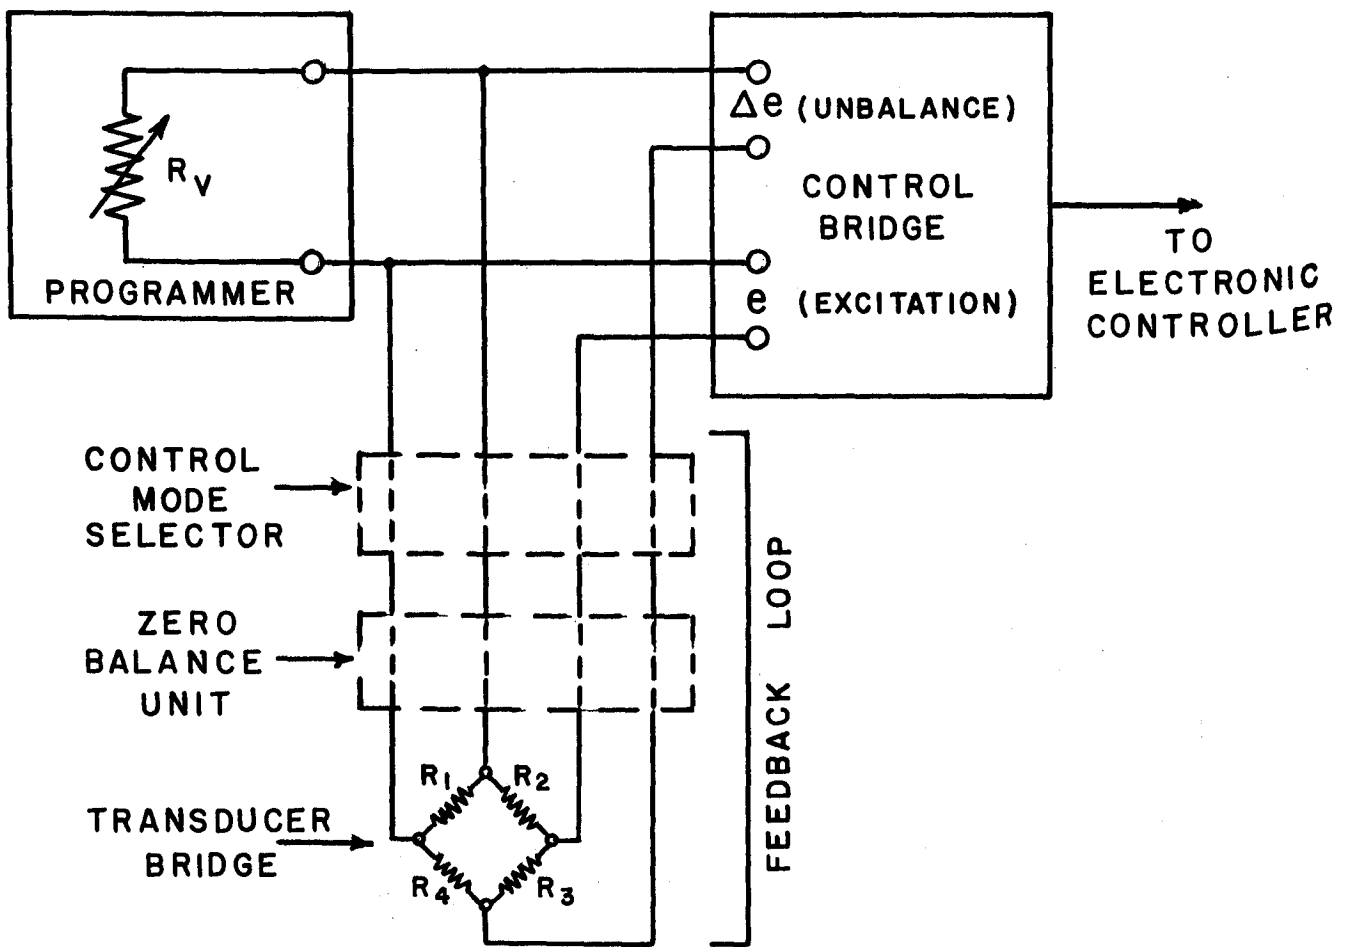 R V
PROGRAMMER
Δe (UNBALANCE)
CONTROL
BRIDGE
e (EXCITATION)
TO
ELECTRONIC
CONTROLLER
CONTROL
MODE
SELECTOR
ZERO
BALANCE
UNIT
TRANSDUCER
BRIDGE
R1
R2
R4
R3
FEEDBACK LOOP